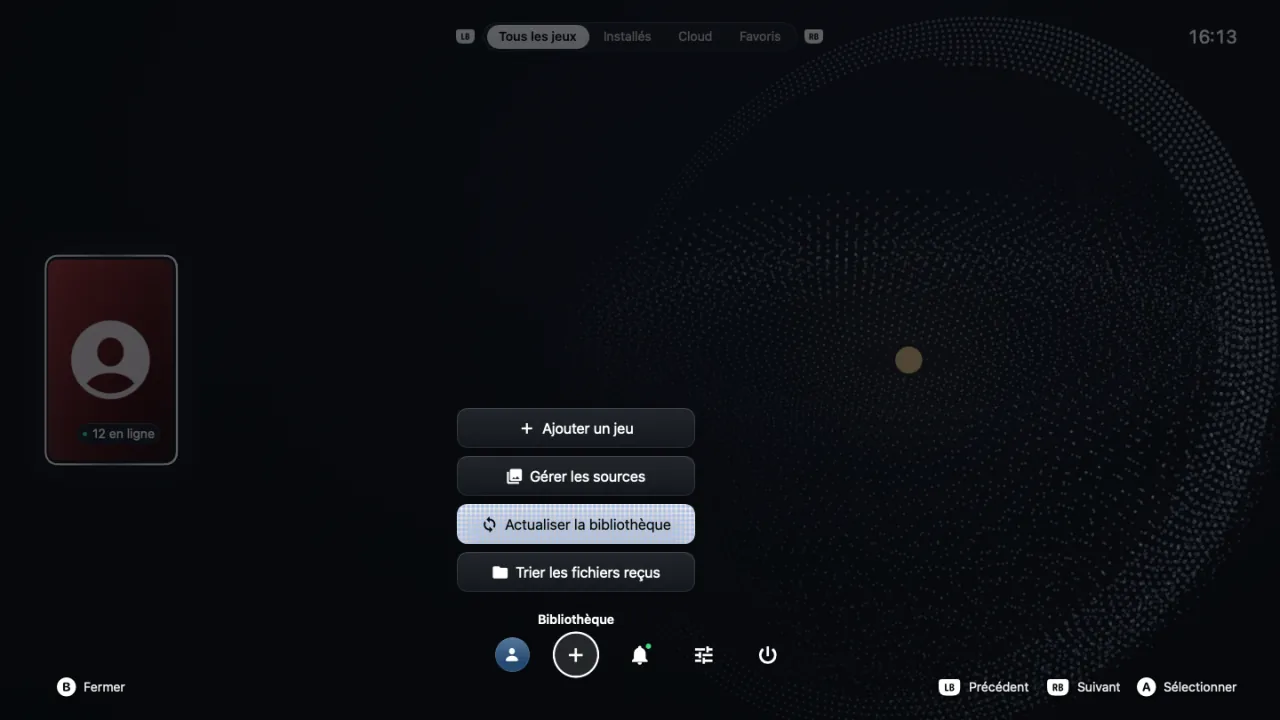 LB Tous les jeux Installés Cloud Favoris RB 16:13
12 en ligne
Ajouter un jeu
Gérer les sources
Actualiser la bibliothèque
Trier les fichiers reçus
Bibliothèque
B Fermer LB Précédent RB Suivant A Sélectionner